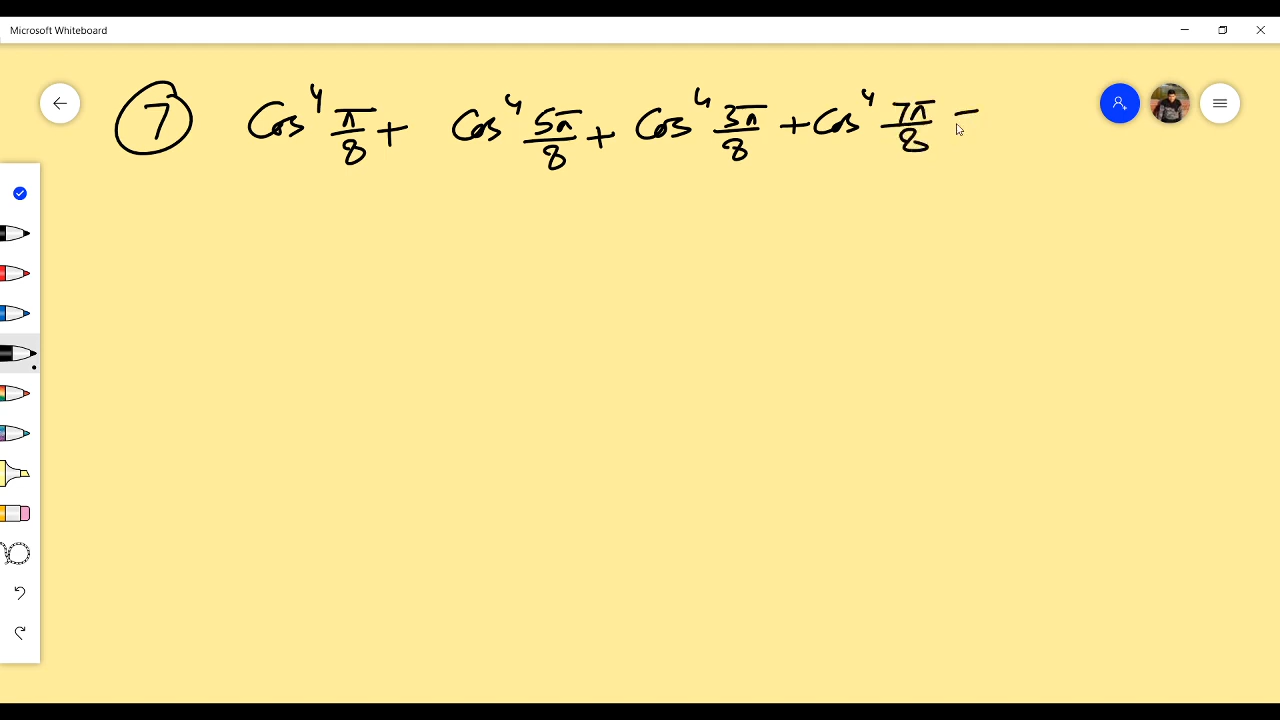 Microsoft Whiteboard
7 Cos⁴ π/8 + Cos⁴ 5π/8 + Cos⁴ 3π/8 + Cos⁴ 7π/8 –